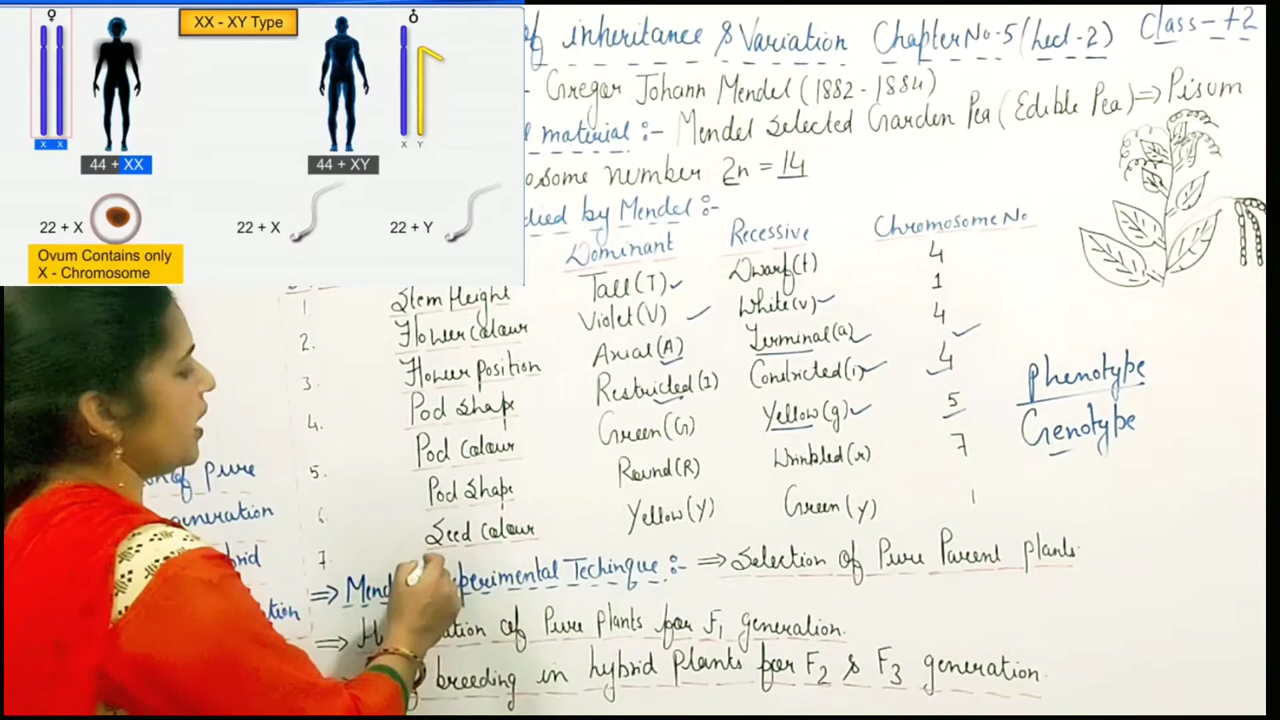 ♀ XX - XY Type ♂
X X X Y
44 + XX 44 + XY
22 + X 22 + X 22 + Y
Ovum Contains only
X - Chromosome
of inheritance & Variation Chapter No-5 (Lect-2) Class-+2
Gregor Johann Mendel (1882-1884)
material :- Mendel Selected Garden Pea (Edible Pea) => Pisum
some number 2n = 14
died by Mendel :-
Dominant Recessive Chromosome No
1 Stem Height Tall(T) Dwarf(t) 4
2. Flower colour Violet(V) White(v) 1
3. Flower position Axial(A) Terminal(a) 4
4. Pod Shape Restricted(I) Constricted(i) 4
Pod Colour Green(G) Yellow(g) 5
5. Pod Shape Round(R) Wrinkled(r) 7
6 Seed colour Yellow(Y) Green(y) 1
7.
Phenotype
Genotype
of Pure
generation
=> Mend perimental Techinque :- => Selection of Pure Parent plants
=> H ation of Pure plants for F1 generation.
breeding in hybrid plants for F2 & F3 generation.